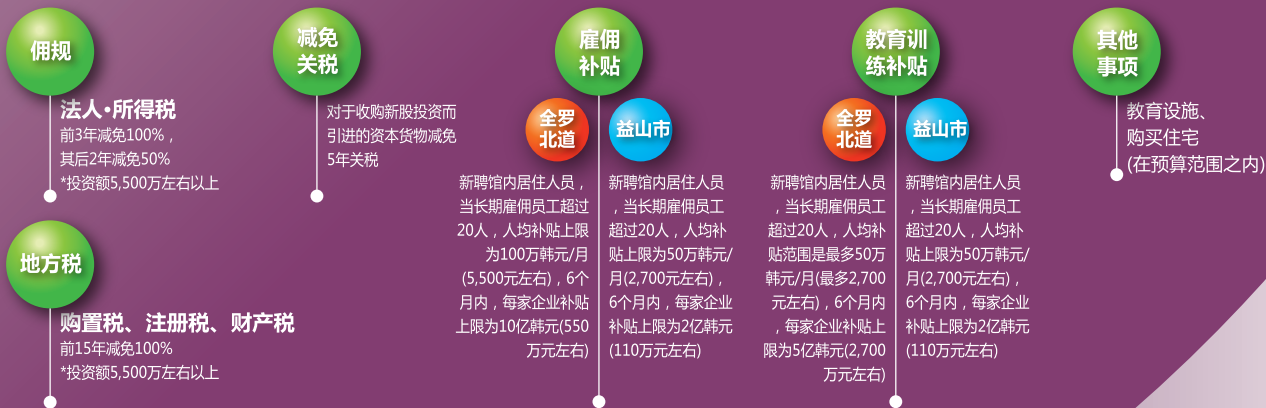 佣规
法人·所得税
前3年减免100%，
其后2年减免50%
*投资额5,500万左右以上
地方税
购置税、注册税、财产税
前15年减免100%
*投资额5,500万左右以上
减免
关税
对于收购新股投资而
引进的资本货物减免
5年关税
雇佣
补贴
全罗
北道
新聘馆内居住人员，
当长期雇佣员工超过
20人，人均补贴上限
为100万韩元/月
(5,500元左右)，6个
月内，每家企业补贴
上限为10亿韩元(550
万元左右)
益山市
新聘馆内居住人员
，当长期雇佣员工
超过20人，人均补
贴上限为50万韩元/
月(2,700元左右)，
6个月内，每家企业
补贴上限为2亿韩元
(110万元左右)
教育训
练补贴
全罗
北道
新聘馆内居住人员
，当长期雇佣员工
超过20人，人均补
贴范围是最多50万
韩元/月(最多2,700
元左右)，6个月内
，每家企业补贴上
限为5亿韩元(2,700
万元左右)
益山市
新聘馆内居住人员
，当长期雇佣员工
超过20人，人均补
贴上限为50万韩元/
月(2,700元左右)，
6个月内，每家企业
补贴上限为2亿韩元
(110万元左右)
其他
事项
教育设施、
购买住宅
(在预算范围之内)